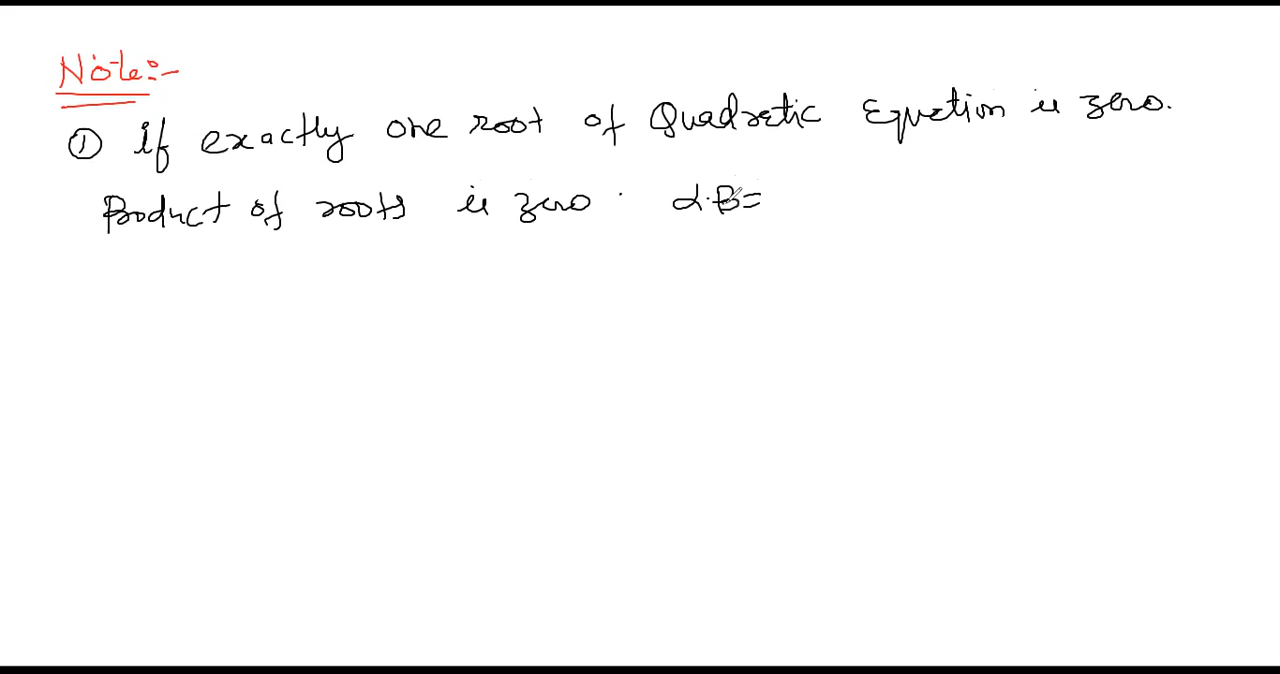 Note:-
① if exactly one root of Quadratic Equation is zero.
Product of roots is zero. α.β=